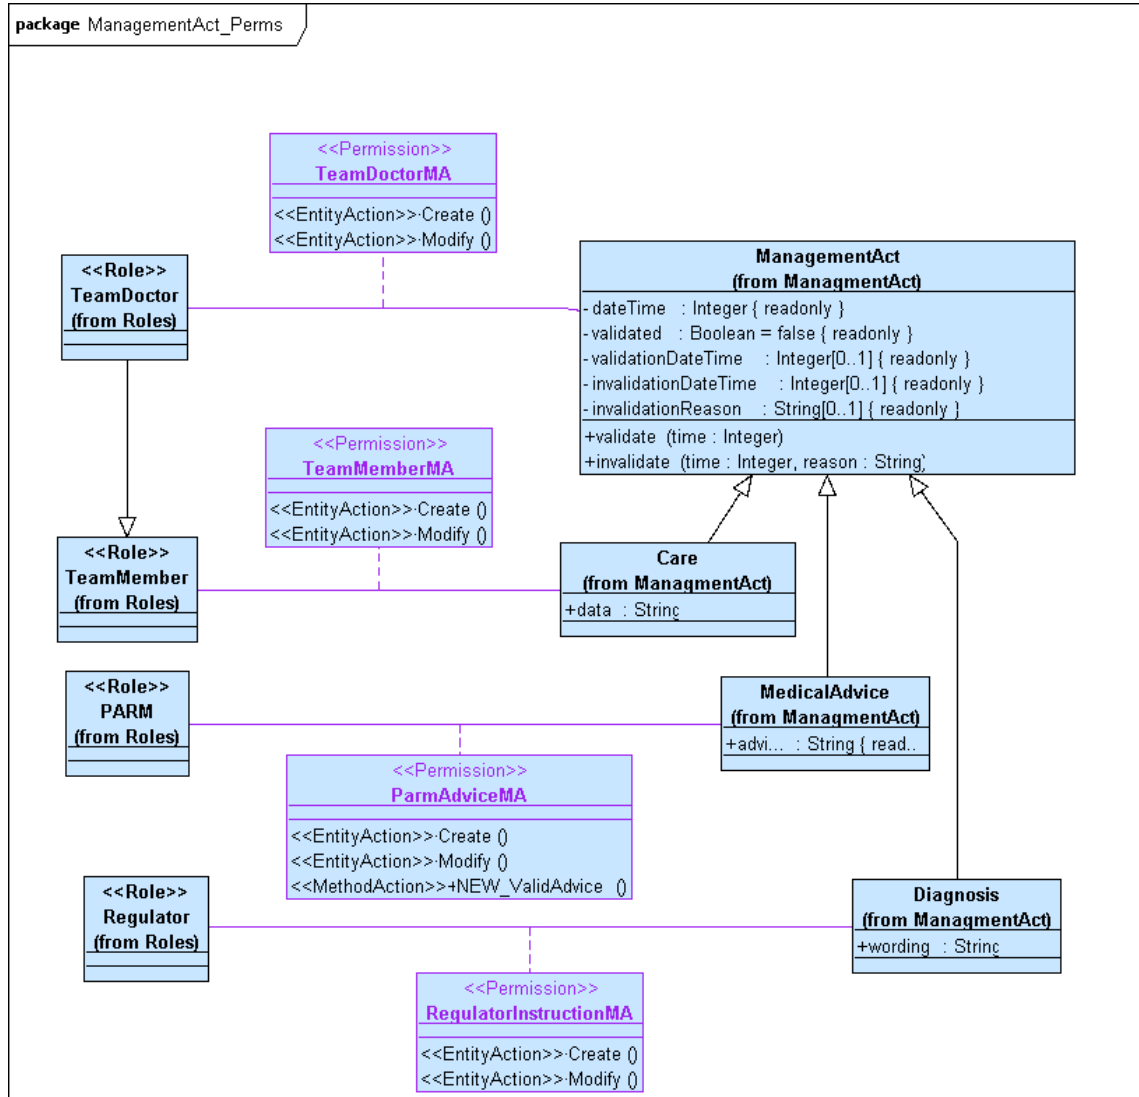 package ManagementAct_Perms
<<Permission>>
TeamDoctorMA
<<EntityAction>>·Create ()
<<EntityAction>>·Modify ()
<<Role>>
TeamDoctor
(from Roles)
ManagementAct
(from ManagmentAct)
- dateTime : Integer { readonly }
- validated : Boolean = false { readonly }
- validationDateTime : Integer[0..1] { readonly }
- invalidationDateTime : Integer[0..1] { readonly }
- invalidationReason : String[0..1] { readonly }
+validate (time : Integer)
+invalidate (time : Integer, reason : String)
<<Permission>>
TeamMemberMA
<<EntityAction>>·Create ()
<<EntityAction>>·Modify ()
<<Role>>
TeamMember
(from Roles)
Care
(from ManagmentAct)
+data : String
<<Role>>
PARM
(from Roles)
MedicalAdvice
(from ManagmentAct)
+advi... : String { read..
<<Permission>>
ParmAdviceMA
<<EntityAction>>·Create ()
<<EntityAction>>·Modify ()
<<MethodAction>>+NEW_ValidAdvice ()
<<Role>>
Regulator
(from Roles)
Diagnosis
(from ManagmentAct)
+wording : String
<<Permission>>
RegulatorInstructionMA
<<EntityAction>>·Create ()
<<EntityAction>>·Modify ()